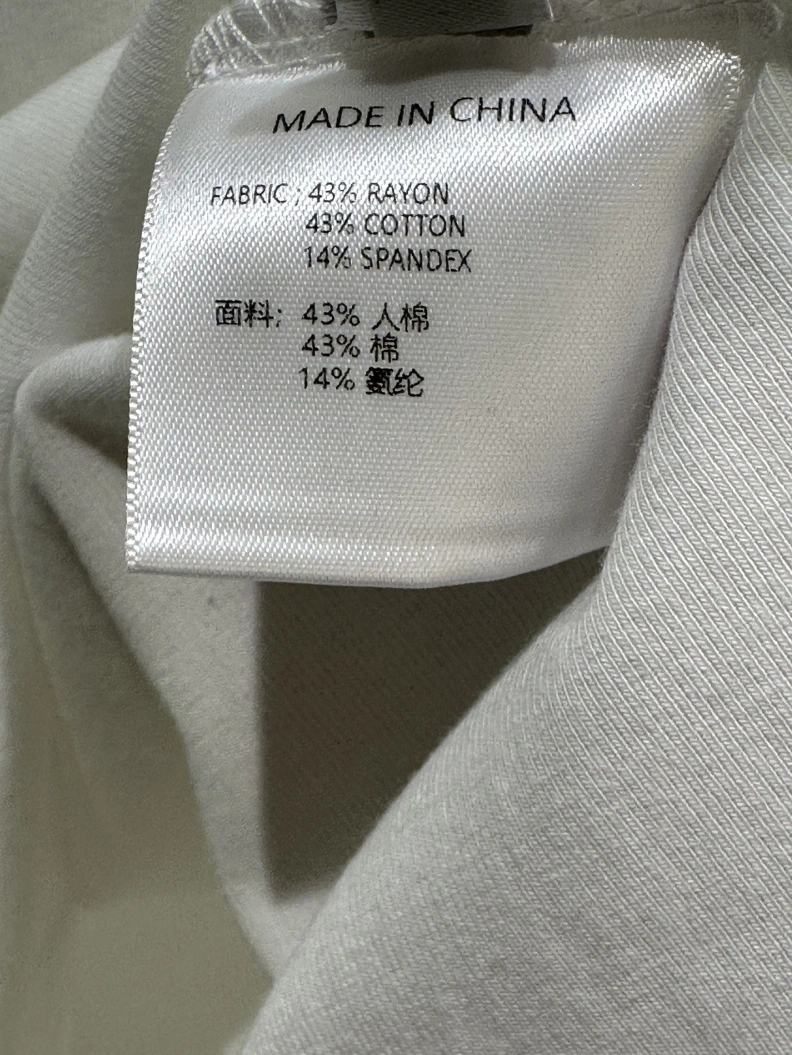 MADE IN CHINA
FABRIC ; 43% RAYON
43% COTTON
14% SPANDEX
面料; 43% 人棉
43% 棉
14% 氨纶